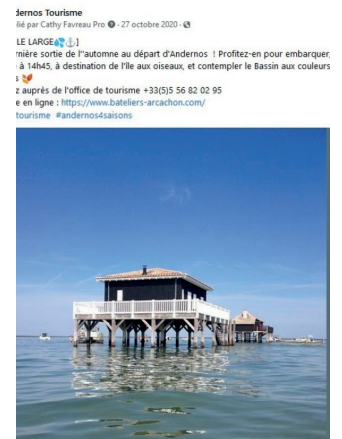 dernos Tourisme
lié par Cathy Favreau Pro · 27 octobre 2020 ·
LE LARGE💦⚓]
rnière sortie de l''automne au départ d'Andernos ! Profitez-en pour embarquer,
à 14h45, à destination de l'île aux oiseaux, et contempler le Bassin aux couleurs
s 🍂
z auprès de l'office de tourisme +33(5)5 56 82 02 95
e en ligne : https://www.bateliers-arcachon.com/
tourisme #andernos4saisons